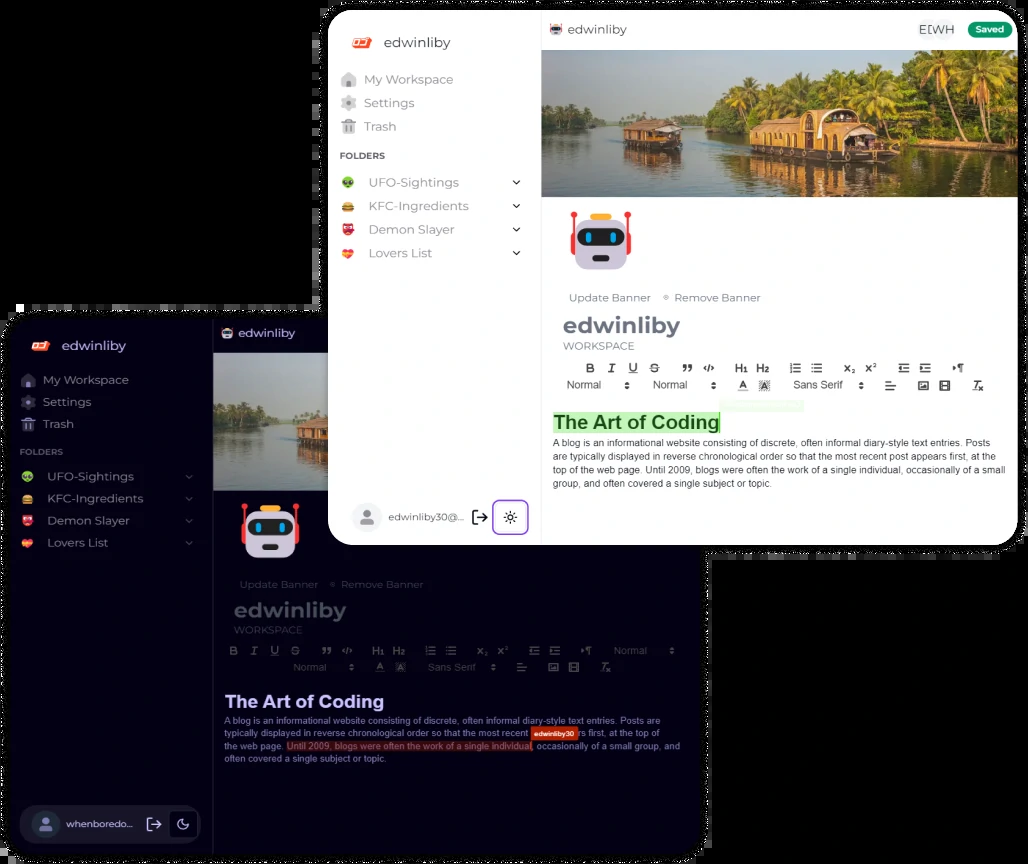 edwinliby
My Workspace
Settings
Trash
FOLDERS
UFO-Sightings
KFC-Ingredients
Demon Slayer
Lovers List
edwinliby30@...
edwinliby
Saved
Update Banner
Remove Banner
edwinliby
WORKSPACE
B I U S H1 H2 X2 X2
Normal Normal A A Sans Serif Tx
The Art of Coding
A blog is an informational website consisting of discrete, often informal diary-style text entries. Posts
are typically displayed in reverse chronological order so that the most recent post appears first, at the
top of the web page. Until 2009, blogs were often the work of a single individual, occasionally of a small
group, and often covered a single subject or topic.
edwinliby
My Workspace
Settings
Trash
FOLDERS
UFO-Sightings
KFC-Ingredients
Demon Slayer
Lovers List
whenboredo...
edwinliby
Update Banner
Remove Banner
edwinliby
WORKSPACE
B I U S H1 H2 X2 X2 Normal
Normal A A Sans Serif Tx
The Art of Coding
A blog is an informational website consisting of discrete, often informal diary-style text entries. Posts are
typically displayed in reverse chronological order so that the most recent edwinliby30 rs first, at the top of
the web page. Until 2009, blogs were often the work of a single individual, occasionally of a small group, and
often covered a single subject or topic.